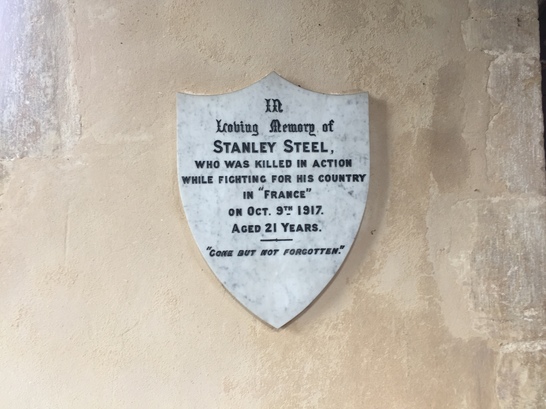 In
Loving Memory of
STANLEY STEEL,
WHO WAS KILLED IN ACTION
WHILE FIGHTING FOR HIS COUNTRY
IN "FRANCE"
ON OCT. 9TH 1917.
AGED 21 YEARS.
"GONE BUT NOT FORGOTTEN."